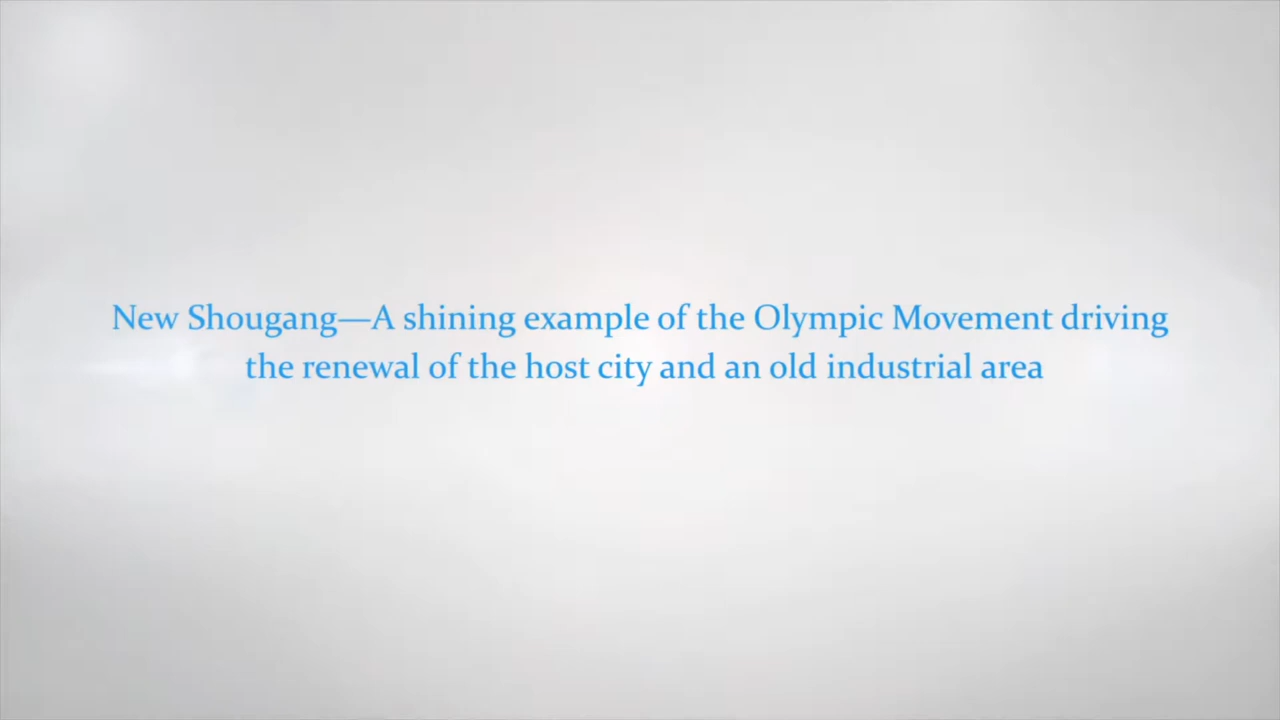 New Shougang—A shining example of the Olympic Movement driving
the renewal of the host city and an old industrial area